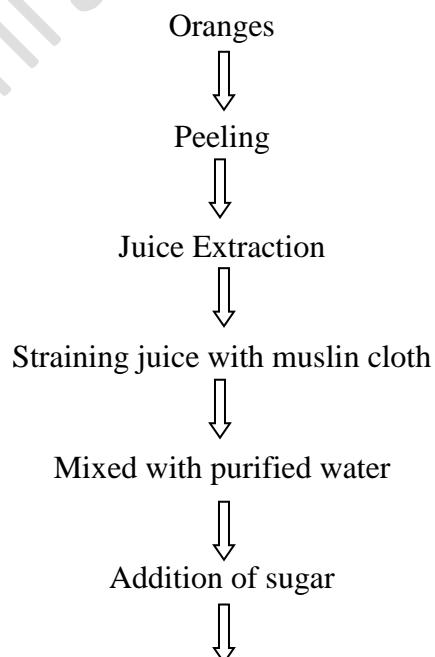 Oranges
Peeling
Juice Extraction
Straining juice with muslin cloth
Mixed with purified water
Addition of sugar